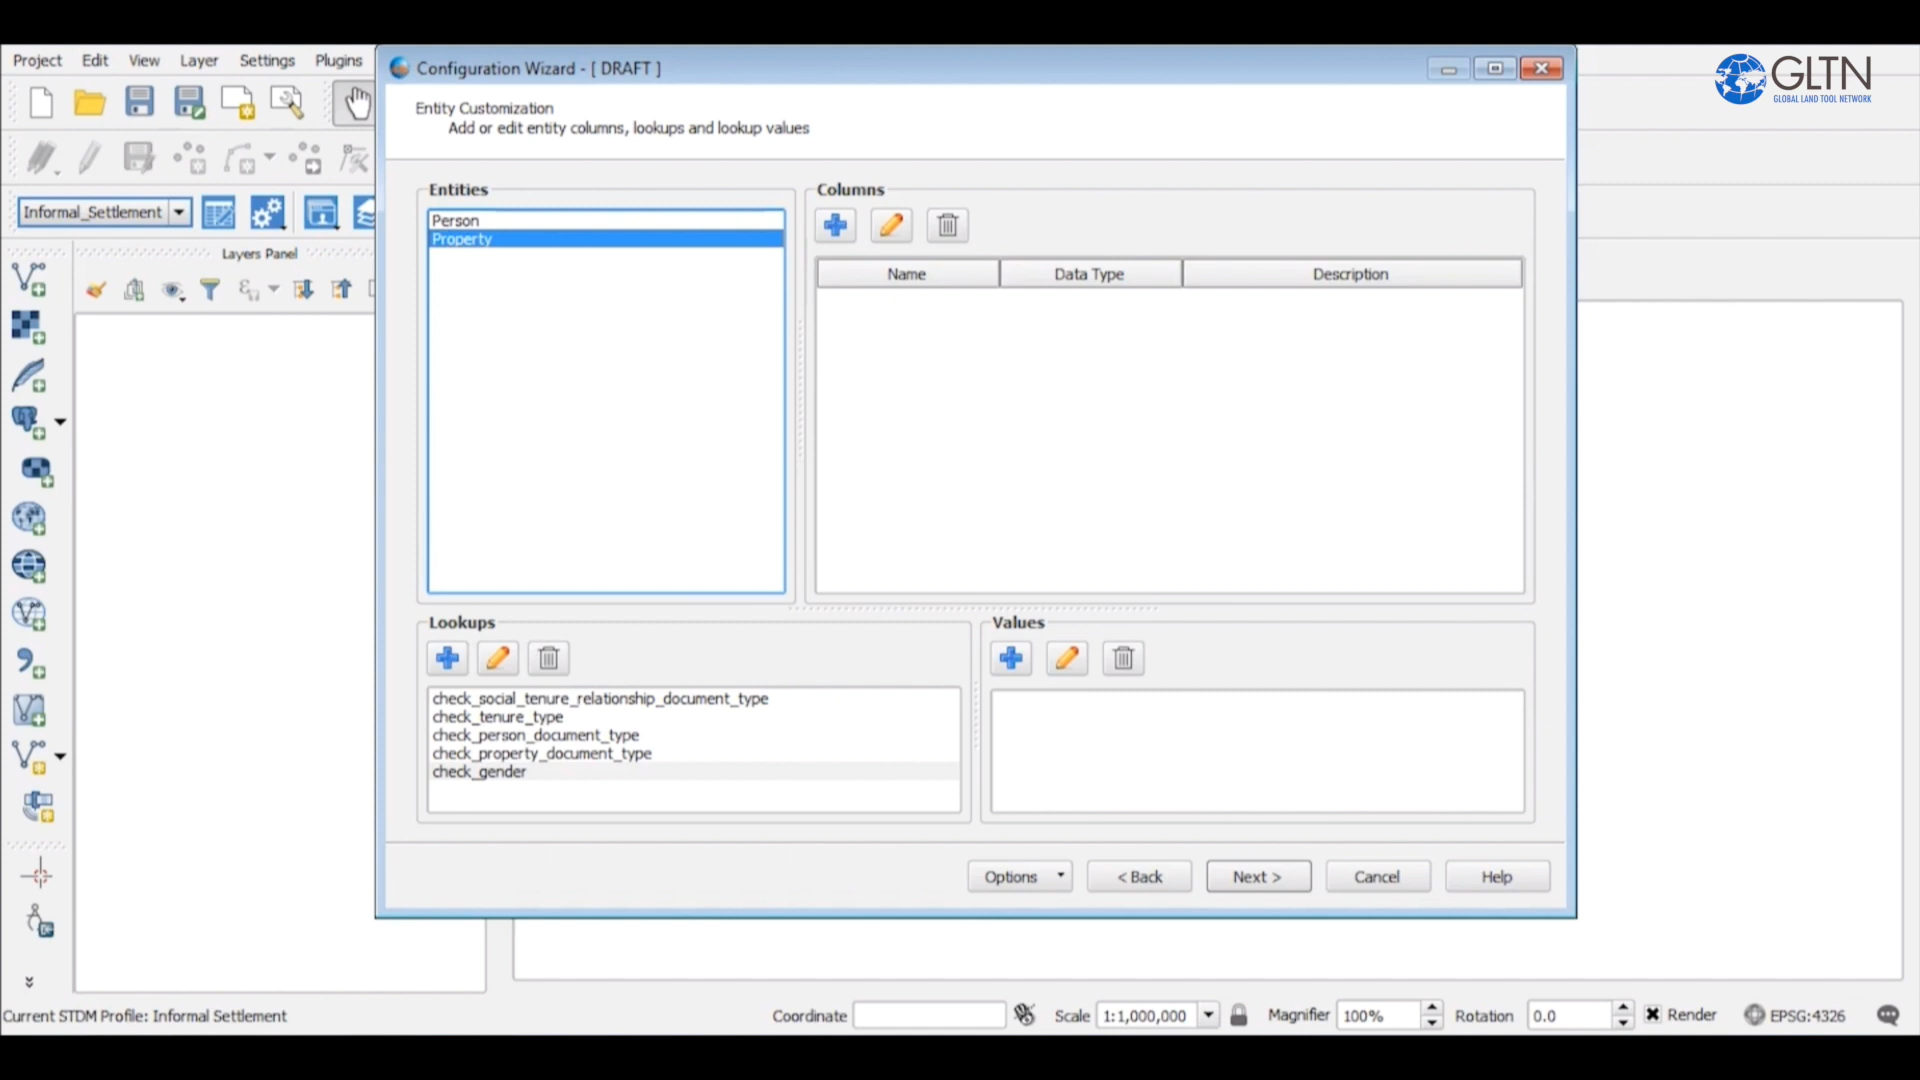 Project Edit View Layer Settings Plugins
Configuration Wizard - [ DRAFT ]
GLTN
GLOBAL LAND TOOL NETWORK
Entity Customization
Add or edit entity columns, lookups and lookup values
Informal_Settlement
Layers Panel
Entities
Person
Property
Columns
Name Data Type Description
Lookups
check_social_tenure_relationship_document_type
check_tenure_type
check_person_document_type
check_property_document_type
check_gender
Values
Options < Back Next > Cancel Help
Current STDM Profile: Informal Settlement
Coordinate Scale 1:1,000,000 Magnifier 100% Rotation 0.0 Render EPSG:4326